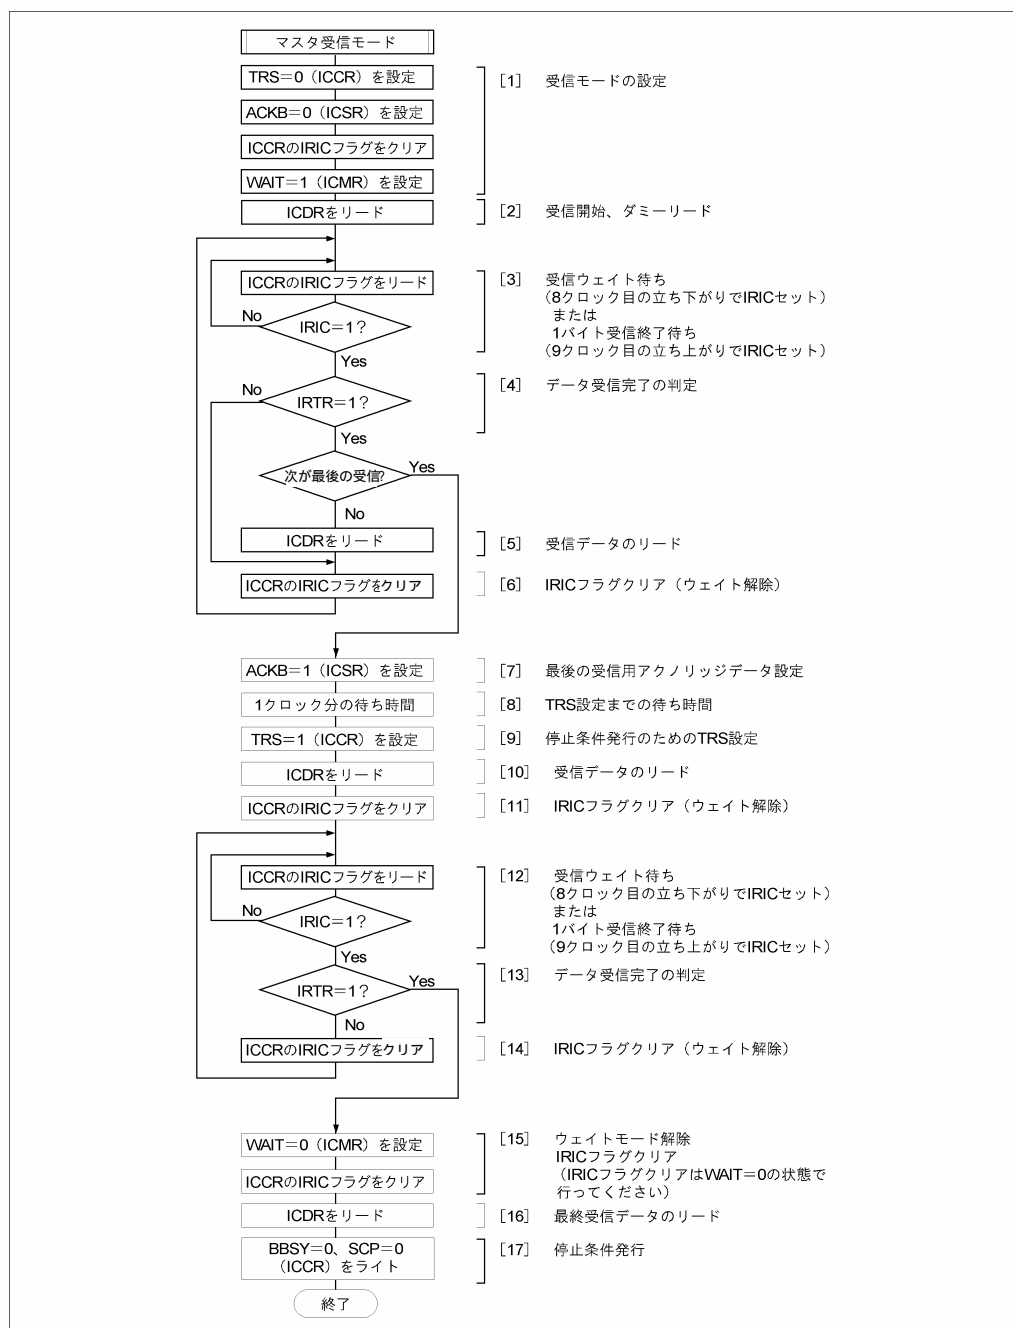 マスタ受信モード
TRS=0（ICCR）を設定
［1］ 受信モードの設定
ACKB=0（ICSR）を設定
ICCRのIRICフラグをクリア
WAIT=1（ICMR）を設定
ICDRをリード
［2］ 受信開始、ダミーリード
ICCRのIRICフラグをリード
［3］ 受信ウェイト待ち
（8クロック目の立ち下がりでIRICセット）
または
1バイト受信終了待ち
（9クロック目の立ち上がりでIRICセット）
No
IRIC=1？
Yes
［4］ データ受信完了の判定
No
IRTR=1？
Yes
次が最後の受信?
Yes
No
ICDRをリード
［5］ 受信データのリード
ICCRのIRICフラグをクリア
［6］ IRICフラグクリア（ウェイト解除）
ACKB=1（ICSR）を設定
［7］ 最後の受信用アクノリッジデータ設定
1クロック分の待ち時間
［8］ TRS設定までの待ち時間
TRS=1（ICCR）を設定
［9］ 停止条件発行のためのTRS設定
ICDRをリード
［10］ 受信データのリード
ICCRのIRICフラグをクリア
［11］ IRICフラグクリア（ウェイト解除）
ICCRのIRICフラグをリード
［12］ 受信ウェイト待ち
（8クロック目の立ち下がりでIRICセット）
または
1バイト受信終了待ち
（9クロック目の立ち上がりでIRICセット）
No
IRIC=1？
Yes
［13］ データ受信完了の判定
IRTR=1？
Yes
No
ICCRのIRICフラグをクリア
［14］ IRICフラグクリア（ウェイト解除）
WAIT=0（ICMR）を設定
［15］ ウェイトモード解除
IRICフラグクリア
（IRICフラグクリアはWAIT=0の状態で
行ってください）
ICCRのIRICフラグをクリア
ICDRをリード
［16］ 最終受信データのリード
BBSY=0、SCP=0
（ICCR）をライト
［17］ 停止条件発行
終了